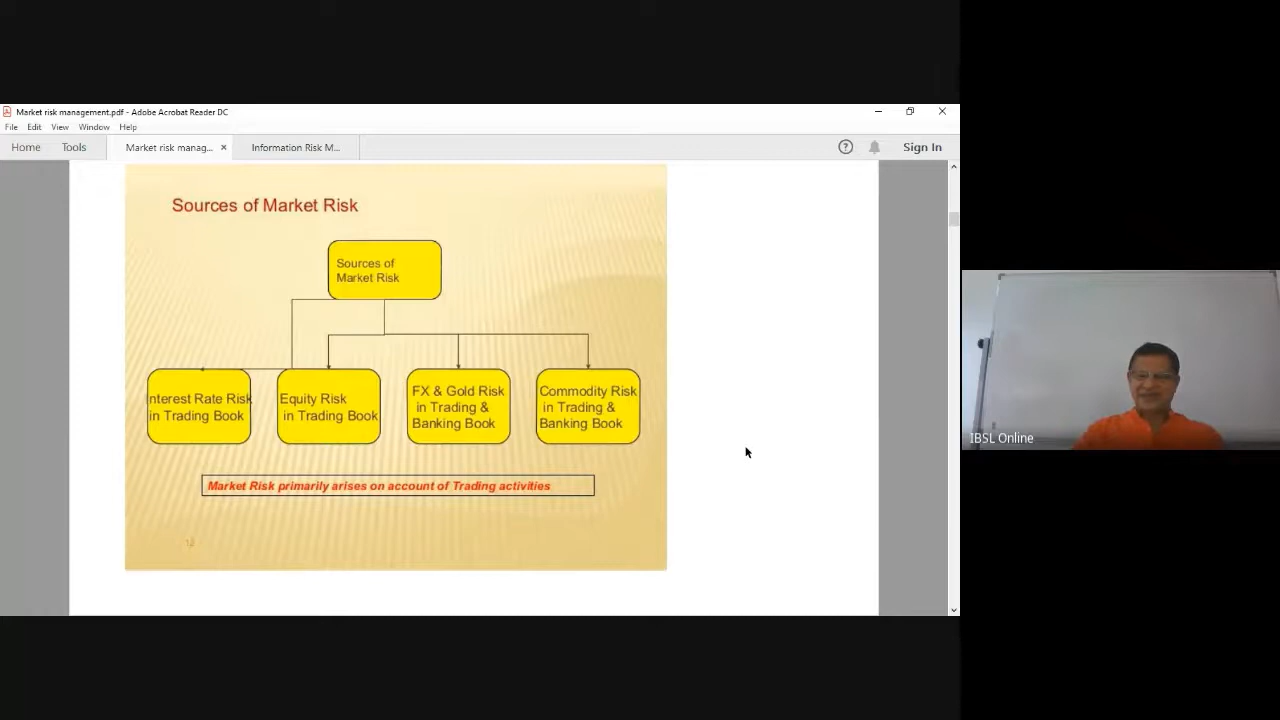 Market risk management.pdf - Adobe Acrobat Reader DC
File Edit View Window Help
Home Tools Market risk manag... × Information Risk M... Sign In
Sources of Market Risk
Sources of
Market Risk
nterest Rate Risk
in Trading Book
Equity Risk
in Trading Book
FX & Gold Risk
in Trading &
Banking Book
Commodity Risk
in Trading &
Banking Book
Market Risk primarily arises on account of Trading activities
12
IBSL Online